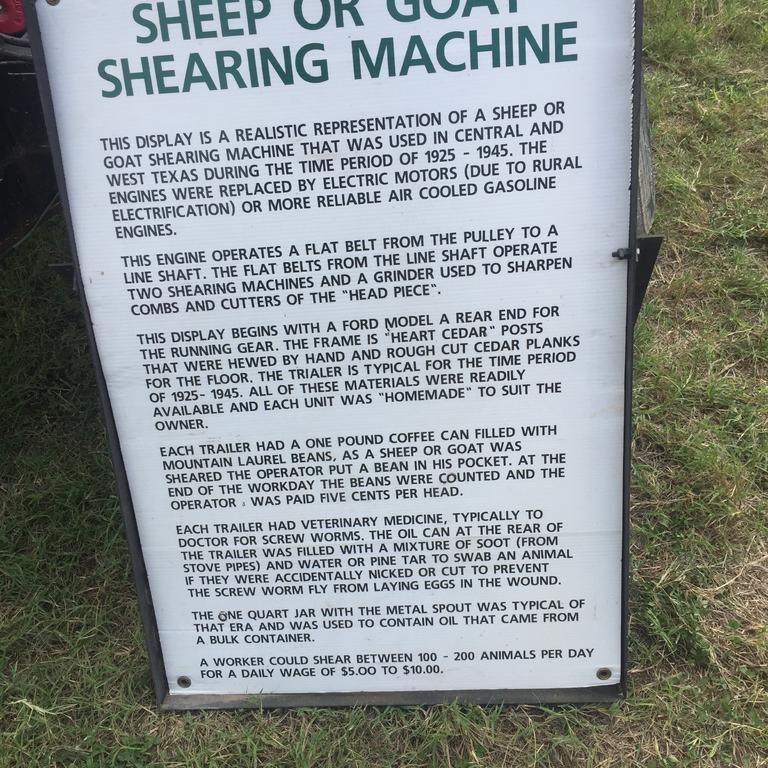 SHEEP OR GOAT
SHEARING MACHINE
THIS DISPLAY IS A REALISTIC REPRESENTATION OF A SHEEP OR
GOAT SHEARING MACHINE THAT WAS USED IN CENTRAL AND
WEST TEXAS DURING THE TIME PERIOD OF 1925 - 1945. THE
ENGINES WERE REPLACED BY ELECTRIC MOTORS (DUE TO RURAL
ELECTRIFICATION) OR MORE RELIABLE AIR COOLED GASOLINE
ENGINES.
THIS ENGINE OPERATES A FLAT BELT FROM THE PULLEY TO A
LINE SHAFT. THE FLAT BELTS FROM THE LINE SHAFT OPERATE
TWO SHEARING MACHINES AND A GRINDER USED TO SHARPEN
COMBS AND CUTTERS OF THE "HEAD PIECE".
THIS DISPLAY BEGINS WITH A FORD MODEL A REAR END FOR
THE RUNNING GEAR. THE FRAME IS "HEART CEDAR" POSTS
THAT WERE HEWED BY HAND AND ROUGH CUT CEDAR PLANKS
FOR THE FLOOR. THE TRIALER IS TYPICAL FOR THE TIME PERIOD
OF 1925- 1945. ALL OF THESE MATERIALS WERE READILY
AVAILABLE AND EACH UNIT WAS "HOMEMADE" TO SUIT THE
OWNER.
EACH TRAILER HAD A ONE POUND COFFEE CAN FILLED WITH
MOUNTAIN LAUREL BEANS, AS A SHEEP OR GOAT WAS
SHEARED THE OPERATOR PUT A BEAN IN HIS POCKET. AT THE
END OF THE WORKDAY THE BEANS WERE COUNTED AND THE
OPERATOR , WAS PAID FIVE CENTS PER HEAD.
EACH TRAILER HAD VETERINARY MEDICINE, TYPICALLY TO
DOCTOR FOR SCREW WORMS. THE OIL CAN AT THE REAR OF
THE TRAILER WAS FILLED WITH A MIXTURE OF SOOT (FROM
STOVE PIPES) AND WATER OR PINE TAR TO SWAB AN ANIMAL
IF THEY WERE ACCIDENTALLY NICKED OR CUT TO PREVENT
THE SCREW WORM FLY FROM LAYING EGGS IN THE WOUND.
THE ONE QUART JAR WITH THE METAL SPOUT WAS TYPICAL OF
THAT ERA AND WAS USED TO CONTAIN OIL THAT CAME FROM
A BULK CONTAINER.
A WORKER COULD SHEAR BETWEEN 100 - 200 ANIMALS PER DAY
FOR A DAILY WAGE OF $5.OO TO $10.00.